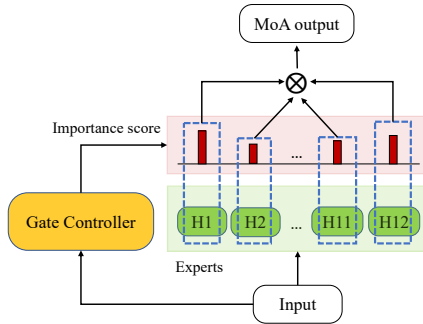 MoA output
Importance score
...
Gate Controller
H1 H2 ... H11 H12
Experts
Input